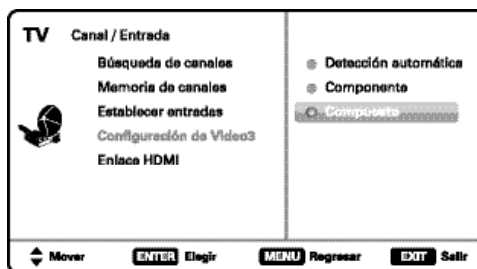 TV Canal / Entrada
Búsqueda de canales
Memoria de canales
Establecer entradas
Configuración de Video3
Enlace HDMI
Detección automática
Componente
Compuesto
Mover ENTER Elegir MENU Regresar EXIT Salir